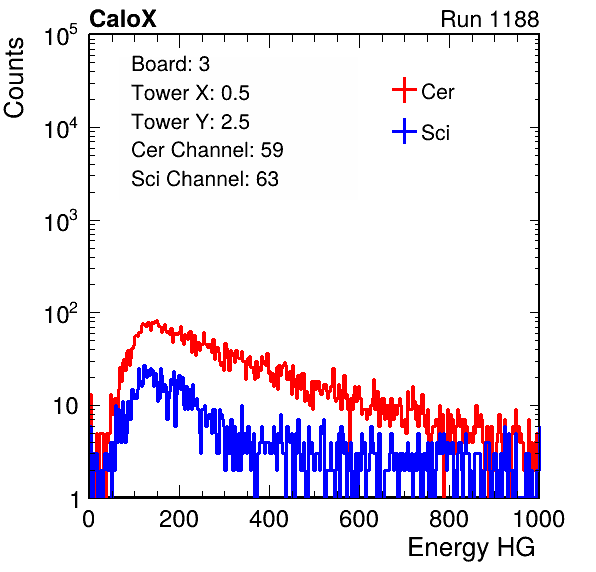 CaloX Run 1188
Counts
Board: 3
Tower X: 0.5
Tower Y: 2.5
Cer Channel: 59
Sci Channel: 63
Cer
Sci
10^5
10^4
10^3
10^2
10
1
0 200 400 600 800 1000
Energy HG